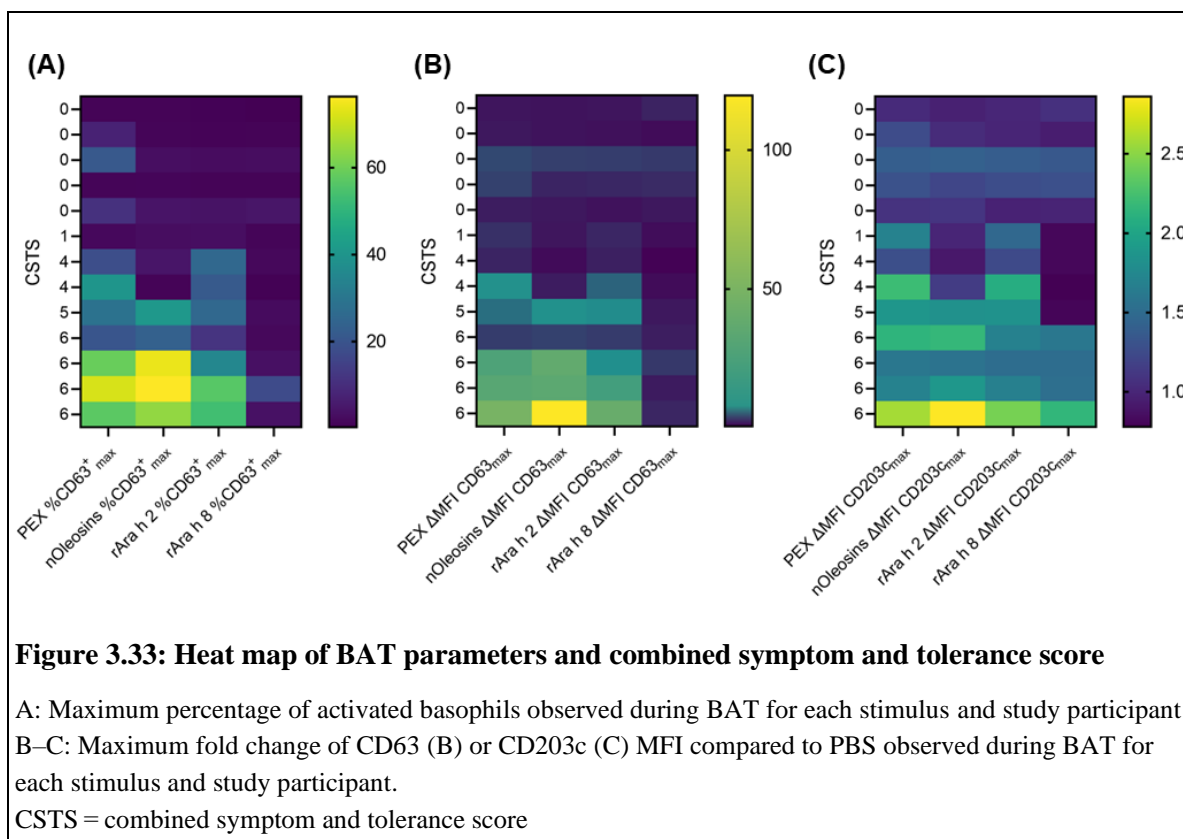 (A)
(B)
(C)
CSTS
0
0
0
0
0
1
4
4
5
6
6
6
6
60
40
20
PEX %CD63⁺max
nOleosins %CD63⁺max
rAra h 2 %CD63⁺max
rAra h 8 %CD63⁺max
CSTS
0
0
0
0
0
1
4
4
5
6
6
6
6
100
50
PEX ΔMFI CD63max
nOleosins ΔMFI CD63max
rAra h 2 ΔMFI CD63max
rAra h 8 ΔMFI CD63max
CSTS
0
0
0
0
0
1
4
4
5
6
6
6
6
2.5
2.0
1.5
1.0
PEX ΔMFI CD203cmax
nOleosins ΔMFI CD203cmax
rAra h 2 ΔMFI CD203cmax
rAra h 8 ΔMFI CD203cmax
Figure 3.33: Heat map of BAT parameters and combined symptom and tolerance score
A: Maximum percentage of activated basophils observed during BAT for each stimulus and study participant
B–C: Maximum fold change of CD63 (B) or CD203c (C) MFI compared to PBS observed during BAT for
each stimulus and study participant.
CSTS = combined symptom and tolerance score